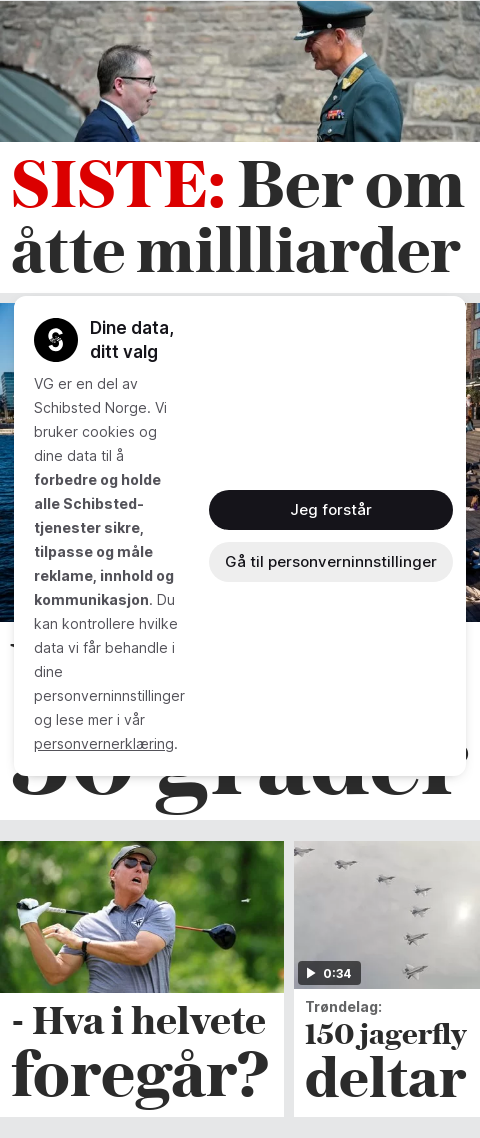 SISTE: Ber om
åtte millliarder
Dine data,
ditt valg
VG er en del av
Schibsted Norge. Vi
bruker cookies og
dine data til å
forbedre og holde
alle Schibsted-
tjenester sikre,
tilpasse og måle
reklame, innhold og
kommunikasjon. Du
kan kontrollere hvilke
data vi får behandle i
dine
personverninnstillinger
og lese mer i vår
personvernerklæring.
Jeg forstår
Gå til personverninnstillinger
30 grader
- Hva i helvete
foregår?
0:34
Trøndelag:
150 jagerfly
deltar